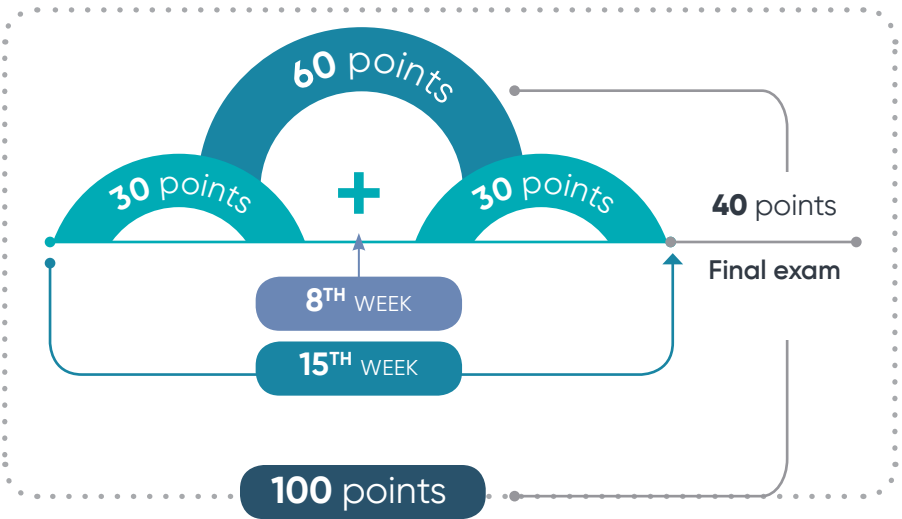 60 points
30 points
30 points
40 points
Final exam
8TH WEEK
15TH WEEK
100 points